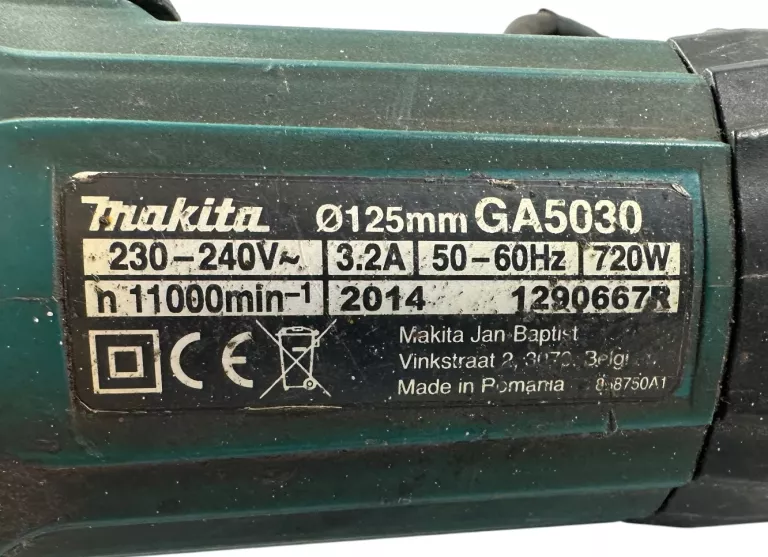 makita Ø125mm GA5030
230-240V~ 3.2A 50-60Hz 720W
n 11000min-1 2014 1290667R
CE
Makita Jan-Baptist
Vinkstraat 2,
Made in Romania